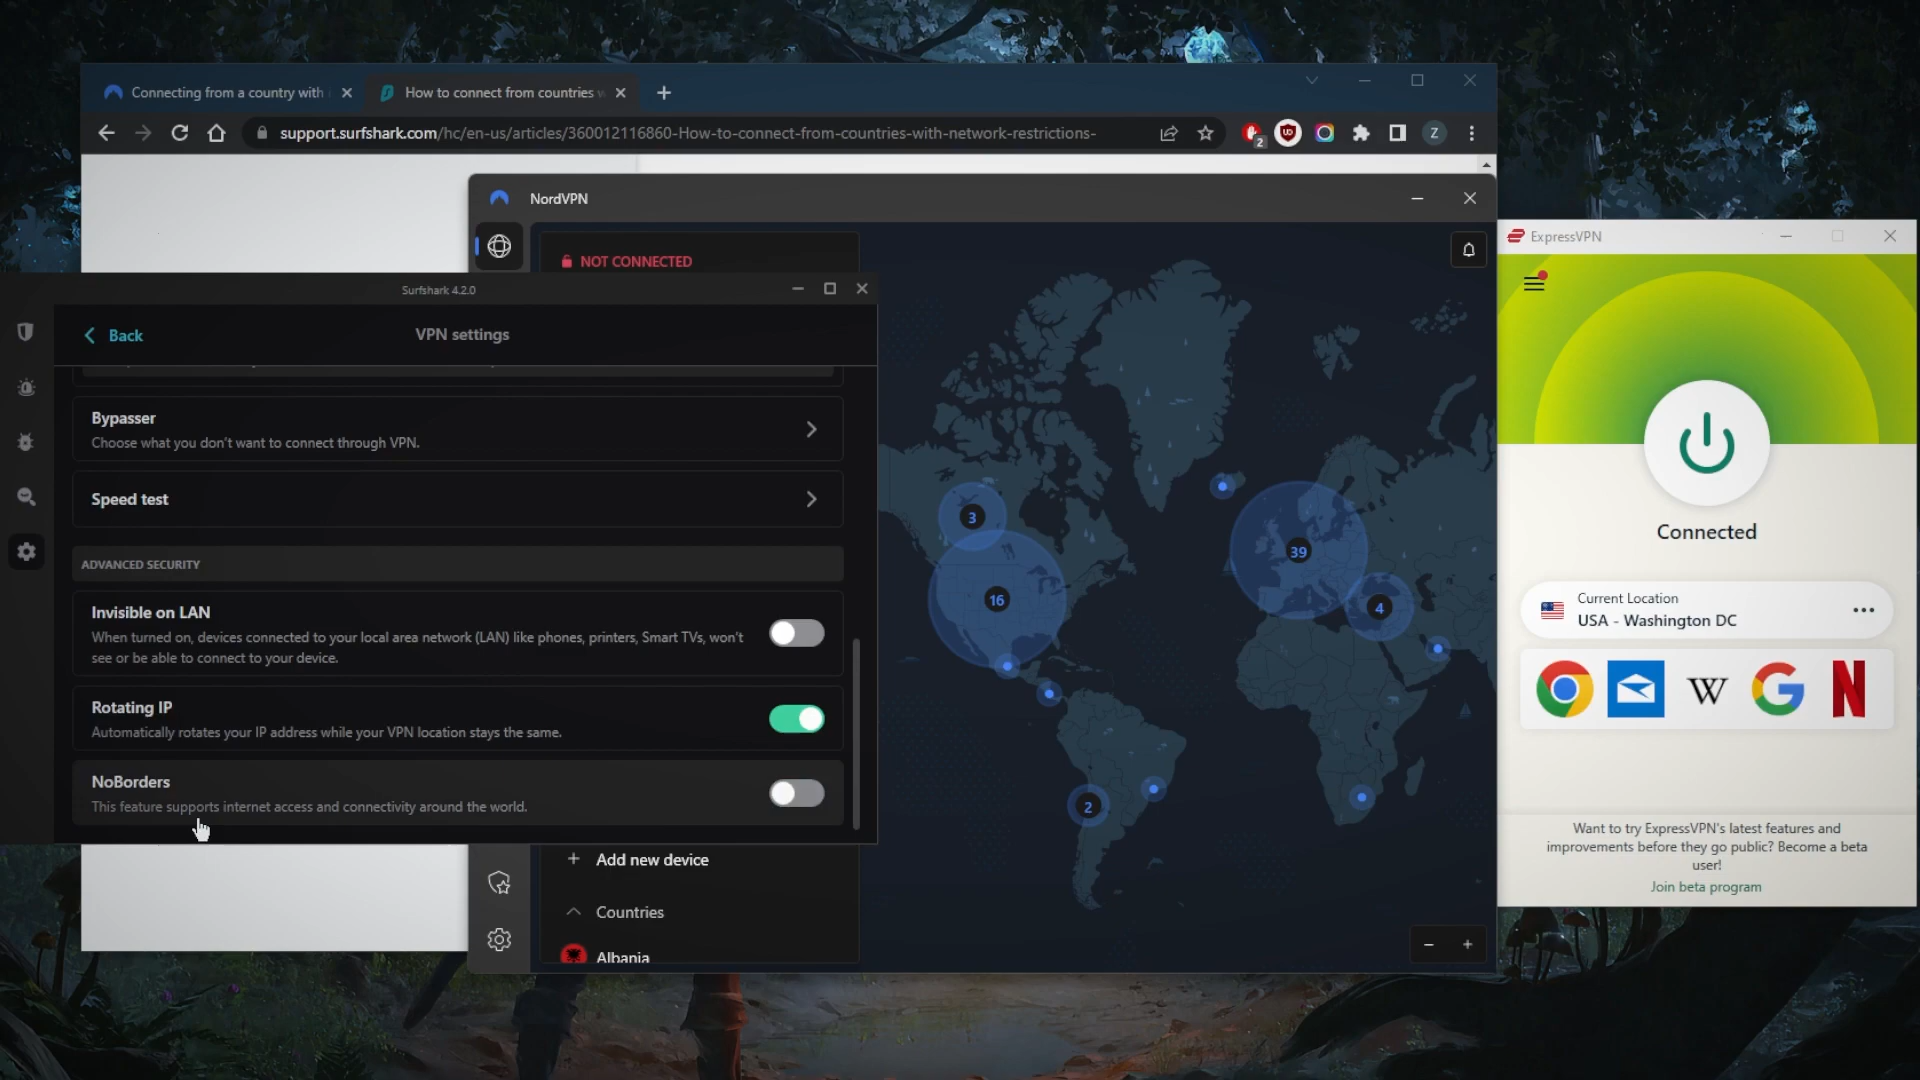 Connecting from a country with
How to connect from countries
support.surfshark.com/hc/en-us/articles/360012116860-How-to-connect-from-countries-with-network-restrictions-
2
UD
Z
NordVPN
NOT CONNECTED
ExpressVPN
Surfshark 4.2.0
Back
VPN settings
Bypasser
Choose what you don't want to connect through VPN.
Speed test
ADVANCED SECURITY
Invisible on LAN
When turned on, devices connected to your local area network (LAN) like phones, printers, Smart TVs, won't
see or be able to connect to your device.
Rotating IP
Automatically rotates your IP address while your VPN location stays the same.
NoBorders
This feature supports internet access and connectivity around the world.
3
16
39
4
2
Add new device
Countries
Albania
Connected
Current Location
USA - Washington DC
W
G
N
Want to try ExpressVPN's latest features and
improvements before they go public? Become a beta
user!
Join beta program